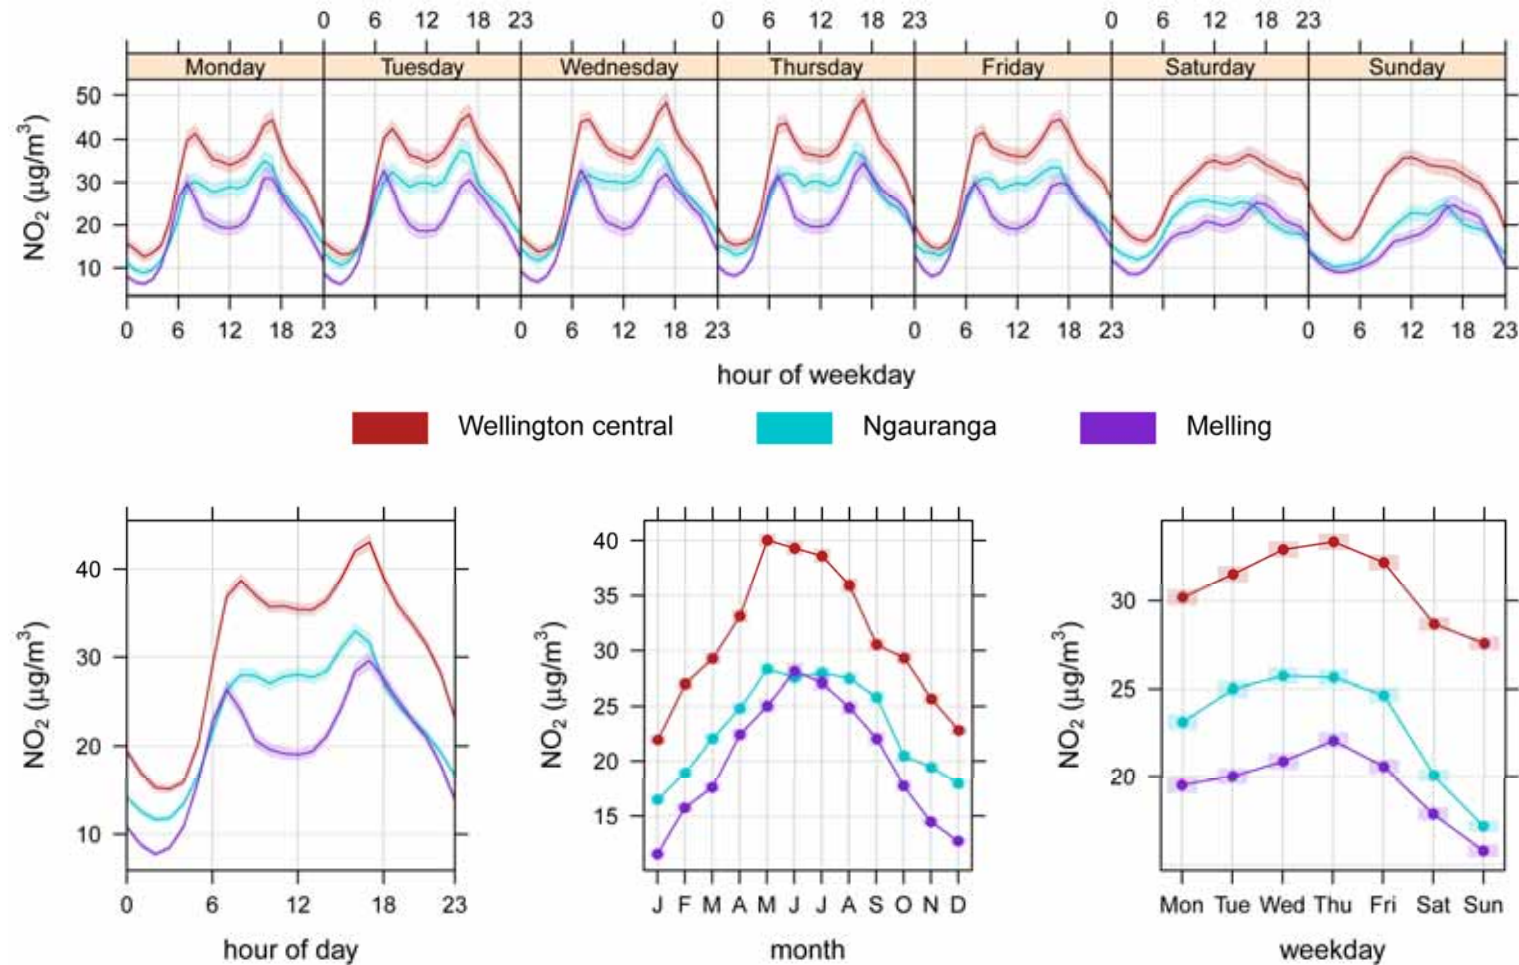 0 6 12 18 23 0 6 12 18 23 0 6 12 18 23
Monday Tuesday Wednesday Thursday Friday Saturday Sunday
50
40
30
20
10
NO₂ (μg/m³)
0 6 12 18 23 0 6 12 18 23 0 6 12 18 23 0 6 12 18 23
hour of weekday
Wellington central Ngauranga Melling
40
30
20
10
NO₂ (μg/m³)
0 6 12 18 23
hour of day
40
35
30
25
20
15
NO₂ (μg/m³)
J F M A M J J A S O N D
month
30
25
20
NO₂ (μg/m³)
Mon Tue Wed Thu Fri Sat Sun
weekday